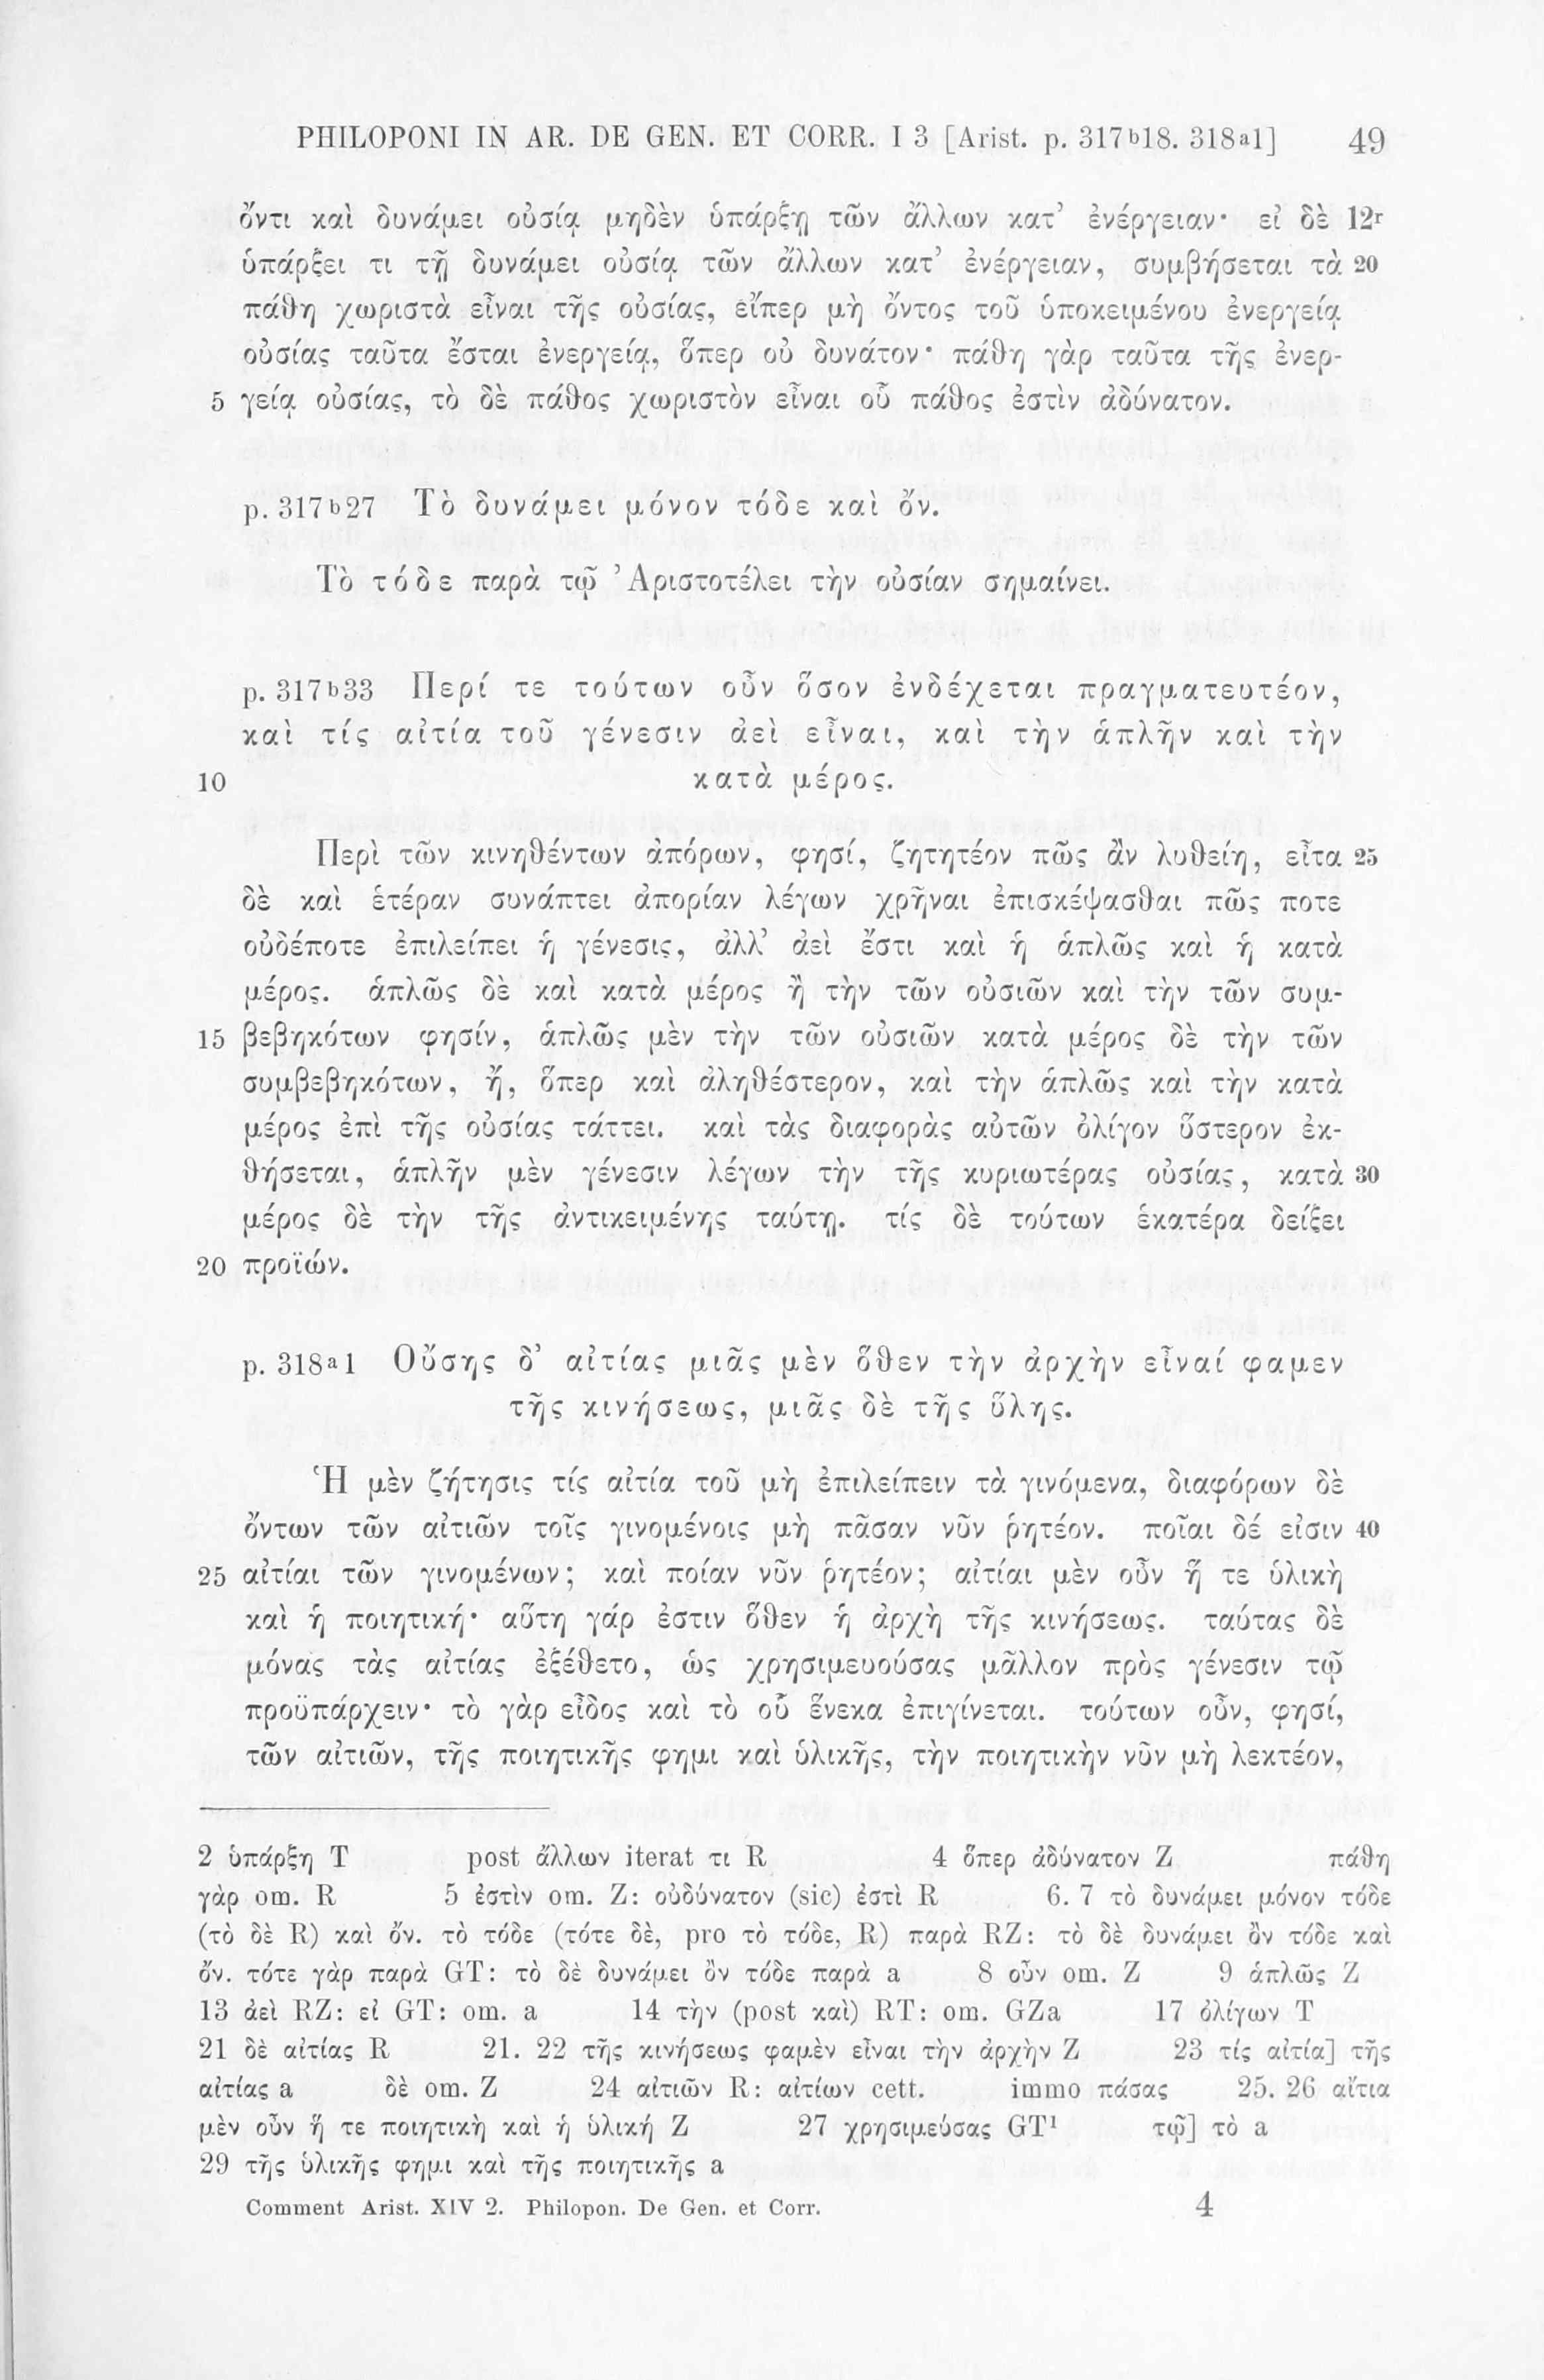 PHILOPONI IN AR. DE GEN. ET CORR. I 3 [Arist. p. 317b18. 318a1] 49
ὄντι καὶ δυνάμει οὐσίᾳ μηδὲν ὑπάρξῃ τῶν ἄλλων κατ’ ἐνέργειαν· εἰ δὲ 12r
ὑπάρξει τι τῇ δυνάμει οὐσίᾳ τῶν ἄλλων κατ’ ἐνέργειαν, συμβήσεται τὰ 20
πάθη χωριστὰ εἶναι τῆς οὐσίας, εἴπερ μὴ ὄντος τοῦ ὑποκειμένου ἐνεργείᾳ
οὐσίας ταῦτα ἔσται ἐνεργείᾳ, ὅπερ οὐ δυνάτον· πάθη γὰρ ταῦτα τῆς ἐνερ-
5 γείᾳ οὐσίας, τὸ δὲ πάθος χωριστὸν εἶναι οὗ πάθος ἐστὶν ἀδύνατον.
p. 317b27 Τὸ δυνάμει μόνον τόδε καὶ ὄν.
Τὸ τόδε παρὰ τῷ Ἀριστοτέλει τὴν οὐσίαν σημαίνει.
p. 317b33 Περί τε τούτων οὖν ὅσον ἐνδέχεται πραγματευτέον,
καὶ τίς αἰτία τοῦ γένεσιν ἀεὶ εἶναι, καὶ τὴν ἁπλῆν καὶ τὴν
10 κατὰ μέρος.
Περὶ τῶν κινηθέντων ἀπόρων, φησί, ζητητέον πῶς ἂν λυθείη, εἶτα 25
δὲ καὶ ἑτέραν συνάπτει ἀπορίαν λέγων χρῆναι ἐπισκέψασθαι πῶς ποτε
οὐδέποτε ἐπιλείπει ἡ γένεσις, ἀλλ’ ἀεὶ ἔστι καὶ ἡ ἁπλῶς καὶ ἡ κατὰ
μέρος. ἁπλῶς δὲ καὶ κατὰ μέρος ἢ τὴν τῶν οὐσιῶν καὶ τὴν τῶν συμ-
15 βεβηκότων φησίν, ἁπλῶς μὲν τὴν τῶν οὐσιῶν κατὰ μέρος δὲ τὴν τῶν
συμβεβηκότων, ἤ, ὅπερ καὶ ἀληθέστερον, καὶ τὴν ἁπλῶς καὶ τὴν κατὰ
μέρος ἐπὶ τῆς οὐσίας τάττει. καὶ τὰς διαφορὰς αὐτῶν ὀλίγον ὕστερον ἐκ-
θήσεται, ἁπλῆν μὲν γένεσιν λέγων τὴν τῆς κυριωτέρας οὐσίας, κατὰ 30
μέρος δὲ τὴν τῆς ἀντικειμένης ταύτῃ. τίς δὲ τούτων ἑκατέρα δείξει
20 προϊών.
p. 318a1 Οὔσης δ’ αἰτίας μιᾶς μὲν ὅθεν τὴν ἀρχὴν εἶναί φαμεν
τῆς κινήσεως, μιᾶς δὲ τῆς ὕλης.
Ἡ μὲν ζήτησις τίς αἰτία τοῦ μὴ ἐπιλείπειν τὰ γινόμενα, διαφόρων δὲ
ὄντων τῶν αἰτιῶν τοῖς γινομένοις μὴ πᾶσαν νῦν ῥητέον. ποῖαι δέ εἰσιν 40
25 αἰτίαι τῶν γινομένων; καὶ ποίαν νῦν ῥητέον; αἰτίαι μὲν οὖν ἥ τε ὑλικὴ
καὶ ἡ ποιητική· αὕτη γάρ ἐστιν ὅθεν ἡ ἀρχὴ τῆς κινήσεως. ταύτας δὲ
μόνας τὰς αἰτίας ἐξέθετο, ὡς χρησιμευούσας μᾶλλον πρὸς γένεσιν τῷ
προϋπάρχειν· τὸ γὰρ εἶδος καὶ τὸ οὗ ἕνεκα ἐπιγίνεται. τούτων οὖν, φησί,
τῶν αἰτιῶν, τῆς ποιητικῆς φημι καὶ ὑλικῆς, τὴν ποιητικὴν νῦν μὴ λεκτέον,
2 ὑπάρξη T post ἄλλων iterat τι R 4 ὅπερ ἀδύνατον Z πάθη
γὰρ om. R 5 ἐστὶν om. Z: οὐδύνατον (sic) ἐστὶ R 6. 7 τὸ δυνάμει μόνον τόδε
(τὸ δὲ R) καὶ ὄν. τὸ τόδε (τότε δὲ, pro τὸ τόδε, R) παρὰ RZ: τὸ δὲ δυνάμει ὂν τόδε καὶ
ὄν. τότε γὰρ παρὰ GT: τὸ δὲ δυνάμει ὂν τόδε παρὰ a 8 οὖν om. Z 9 ἁπλῶς Z
13 ἀεὶ RZ: εἰ GT: om. a 14 τὴν (post καὶ) RT: om. GZa 17 ὀλίγων T
21 δὲ αἰτίας R 21. 22 τῆς κινήσεως φαμὲν εἶναι τὴν ἀρχὴν Z 23 τίς αἰτία] τῆς
αἰτίας a δὲ om. Z 24 αἰτιῶν R: αἰτίων cett. immo πάσας 25. 26 αἴτια
μὲν οὖν ἥ τε ποιητικὴ καὶ ἡ ὑλική Z 27 χρησιμεύσας GT¹ τῷ] τὸ a
29 τῆς ὑλικῆς φημι καὶ τῆς ποιητικῆς a
Comment Arist. XIV 2. Philopon. De Gen. et Corr. 4